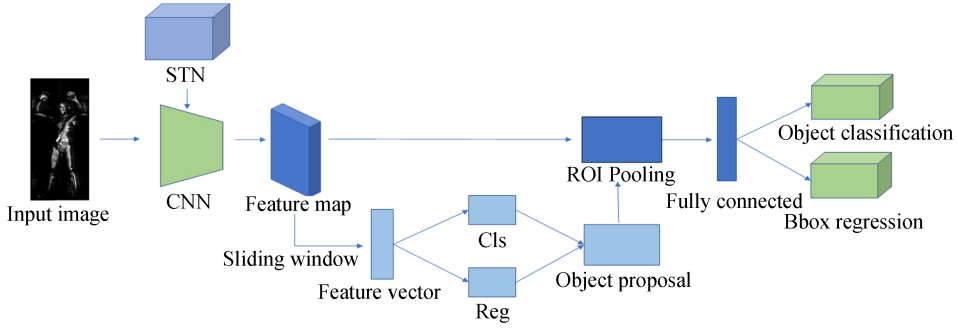 STN
Input image
CNN
Feature map
Sliding window
Feature vector
Cls
Reg
Object proposal
ROI Pooling
Fully connected
Object classification
Bbox regression